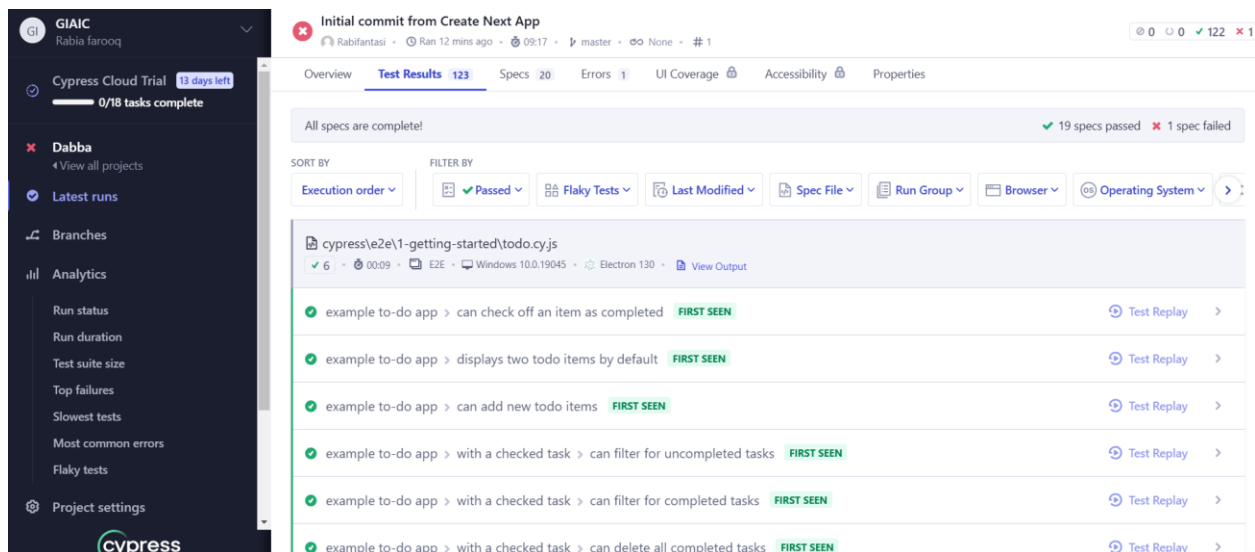 GI
GIAIC
Rabia farooq
Cypress Cloud Trial 13 days left
0/18 tasks complete
Dabba
View all projects
Latest runs
Branches
Analytics
Run status
Run duration
Test suite size
Top failures
Slowest tests
Most common errors
Flaky tests
Project settings
cypress
Initial commit from Create Next App
Rabifantasi • Ran 12 mins ago • 09:17 • master • None • # 1
0 0 122 1
Overview Test Results 123 Specs 20 Errors 1 UI Coverage Accessibility Properties
All specs are complete! 19 specs passed 1 spec failed
SORT BY FILTER BY
Execution order Passed Flaky Tests Last Modified Spec File Run Group Browser OS Operating System
cypress\e2e\1-getting-started\todo.cy.js
6 • 00:09 • E2E • Windows 10.0.19045 • Electron 130 • View Output
example to-do app > can check off an item as completed FIRST SEEN Test Replay
example to-do app > displays two todo items by default FIRST SEEN Test Replay
example to-do app > can add new todo items FIRST SEEN Test Replay
example to-do app > with a checked task > can filter for uncompleted tasks FIRST SEEN Test Replay
example to-do app > with a checked task > can filter for completed tasks FIRST SEEN Test Replay
example to-do app > with a checked task > can delete all completed tasks FIRST SEEN Test Replay